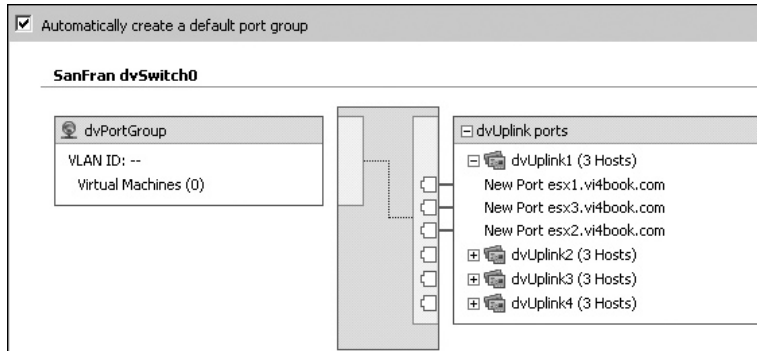 Automatically create a default port group
SanFran dvSwitch0
dvPortGroup
VLAN ID: --
Virtual Machines (0)
dvUplink ports
dvUplink1 (3 Hosts)
New Port esx1.vi4book.com
New Port esx3.vi4book.com
New Port esx2.vi4book.com
dvUplink2 (3 Hosts)
dvUplink3 (3 Hosts)
dvUplink4 (3 Hosts)